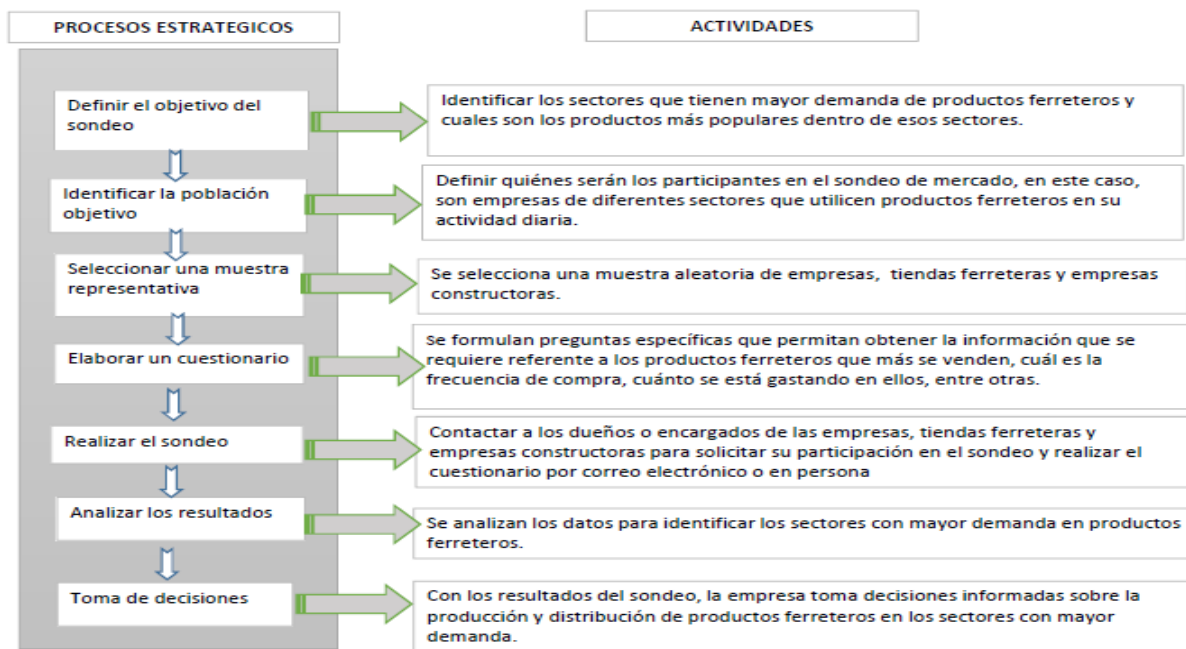 PROCESOS ESTRATEGICOS
ACTIVIDADES
Definir el objetivo del
sondeo
Identificar los sectores que tienen mayor demanda de productos ferreteros y
cuales son los productos más populares dentro de esos sectores.
Identificar la población
objetivo
Definir quiénes serán los participantes en el sondeo de mercado, en este caso,
son empresas de diferentes sectores que utilicen productos ferreteros en su
actividad diaria.
Seleccionar una muestra
representativa
Se selecciona una muestra aleatoria de empresas, tiendas ferreteras y empresas
constructoras.
Elaborar un cuestionario
Se formulan preguntas específicas que permitan obtener la información que se
requiere referente a los productos ferreteros que más se venden, cuál es la
frecuencia de compra, cuánto se está gastando en ellos, entre otras.
Realizar el sondeo
Contactar a los dueños o encargados de las empresas, tiendas ferreteras y
empresas constructoras para solicitar su participación en el sondeo y realizar el
cuestionario por correo electrónico o en persona
Analizar los resultados
Se analizan los datos para identificar los sectores con mayor demanda en productos
ferreteros.
Toma de decisiones
Con los resultados del sondeo, la empresa toma decisiones informadas sobre la
producción y distribución de productos ferreteros en los sectores con mayor
demanda.